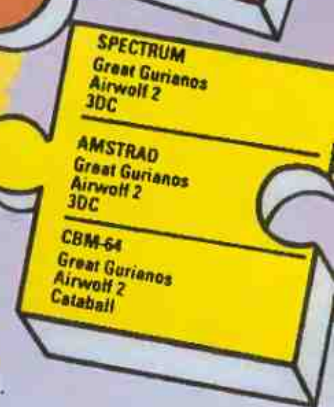 SPECTRUM
Great Gurianos
Airwolf 2
3DC
AMSTRAD
Great Gurianos
Airwolf 2
3DC
CBM-64
Great Gurianos
Airwolf 2
Cataball